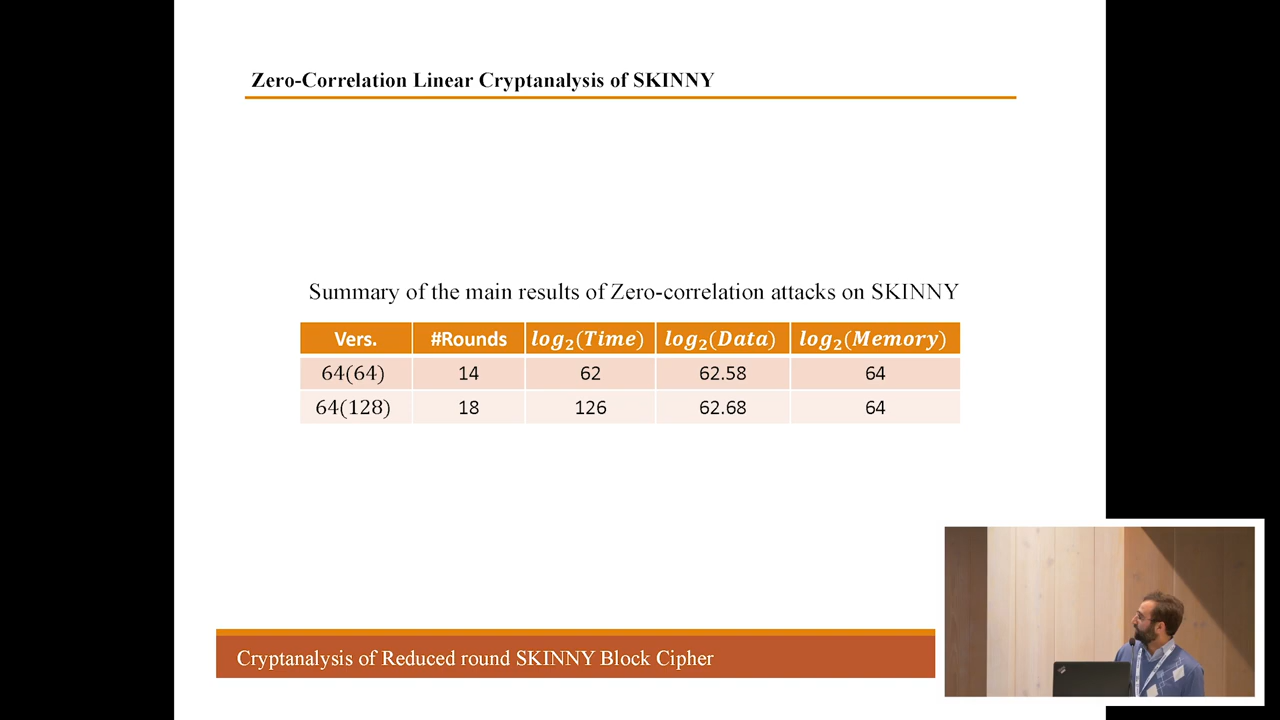 Zero-Correlation Linear Cryptanalysis of SKINNY
Summary of the main results of Zero-correlation attacks on SKINNY
Vers. #Rounds log₂(Time) log₂(Data) log₂(Memory)
64(64) 14 62 62.58 64
64(128) 18 126 62.68 64
Cryptanalysis of Reduced round SKINNY Block Cipher